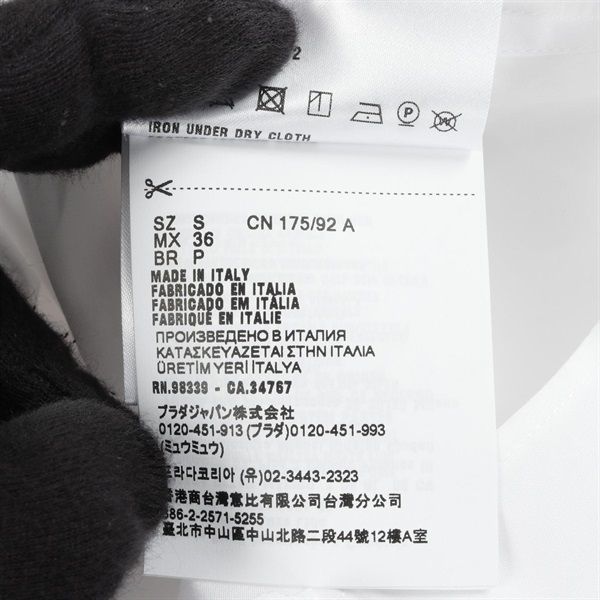 2
IRON UNDER DRY CLOTH
SZ S CN 175/92 A
MX 36
BR P
MADE IN ITALY
FABRICADO EN ITALIA
FABRICADO EM ITÁLIA
FABRIQUÉ EN ITALIE
ПРОИЗВЕДЕНО В ИТАЛИЯ
ΚΑΤΑΣΚΕΥΑΖΕΤΑΙ ΣΤΗΝ ΙΤΑΛΙΑ
ÜRETİM YERİ İTALYA
RN.98339 - CA.34767
プラダジャパン株式会社
0120-451-913 (プラダ)0120-451-993
(ミュウミュウ)
프라다코리아 (유)02-3443-2323
香港商台灣意比有限公司台灣分公司
886-2-2571-5255
臺北市中山區中山北路二段44號12樓A室